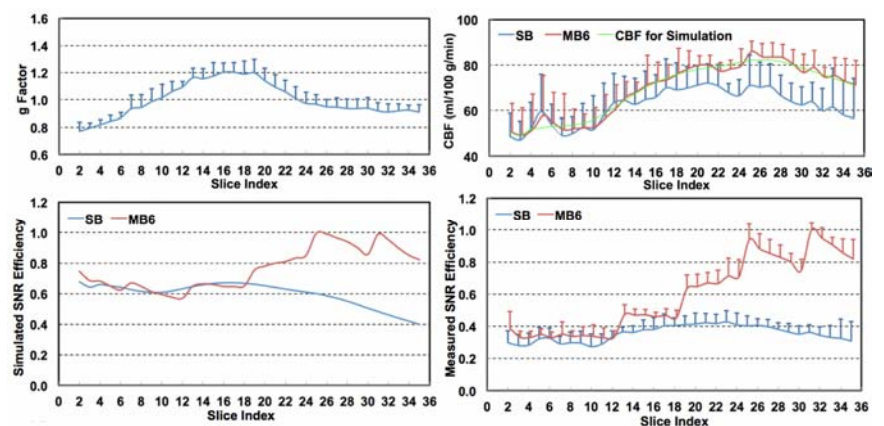 1.6
1.4
1.2
1.0
0.8
0.6
g Factor
0 2 4 6 8 10 12 14 16 18 20 22 24 26 28 30 32 34 36
Slice Index
100
80
60
40
CBF (ml/100 g/min)
SB MB6 CBF for Simulation
0 2 4 6 8 10 12 14 16 18 20 22 24 26 28 30 32 34 36
Slice Index
1.2
1.0
0.8
0.6
0.4
0.2
0.0
Simulated SNR Efficiency
SB MB6
0 2 4 6 8 10 12 14 16 18 20 22 24 26 28 30 32 34 36
Slice Index
1.2
1.0
0.8
0.6
0.4
0.2
0.0
Measured SNR Efficiency
SB MB6
0 2 4 6 8 10 12 14 16 18 20 22 24 26 28 30 32 34 36
Slice Index